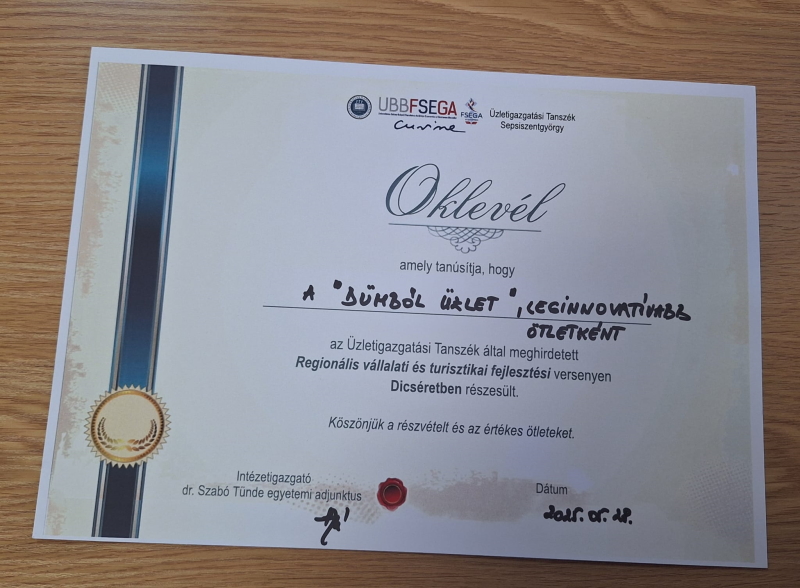 UBBFSEGA
FSEGA
Üzletigazgatási Tanszék
Sepsiszentgyörgy
Oklevél
amely tanúsítja, hogy
A "DÜHBŐL ÜZLET", LEGINNOVATÍVABB
ÖTLETKÉNT
az Üzletigazgatási Tanszék által meghirdetett
Regionális vállalati és turisztikai fejlesztési versenyen
Dicséretben részesült.
Köszönjük a részvételt és az értékes ötleteket.
Intézetigazgató
dr. Szabó Tünde egyetemi adjunktus
Dátum
2025.05.28.